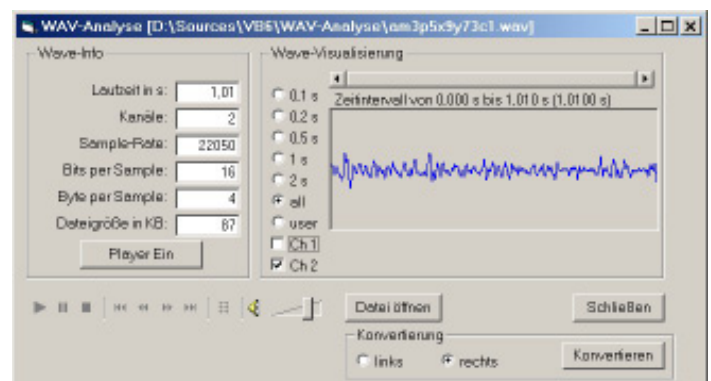 WAV-Analyse [D:\Sources\VB6\WAV-Analyse\am3p5x9y73c1.wav]
Wave-Info
Laufzeit in s: 1,01
Kanäle: 2
Sample-Rate: 22050
Bits per Sample: 16
Byte per Sample: 4
Dateigröße in KB: 87
Player Ein
Wave-Visualisierung
0.1 s
0.2 s
0.5 s
1 s
2 s
all
user
Ch 1
Ch 2
Zeitintervall von 0.000 s bis 1.010 s (1.0100 s)
Datei öffnen
Schließen
Konvertierung
links
rechts
Konvertieren